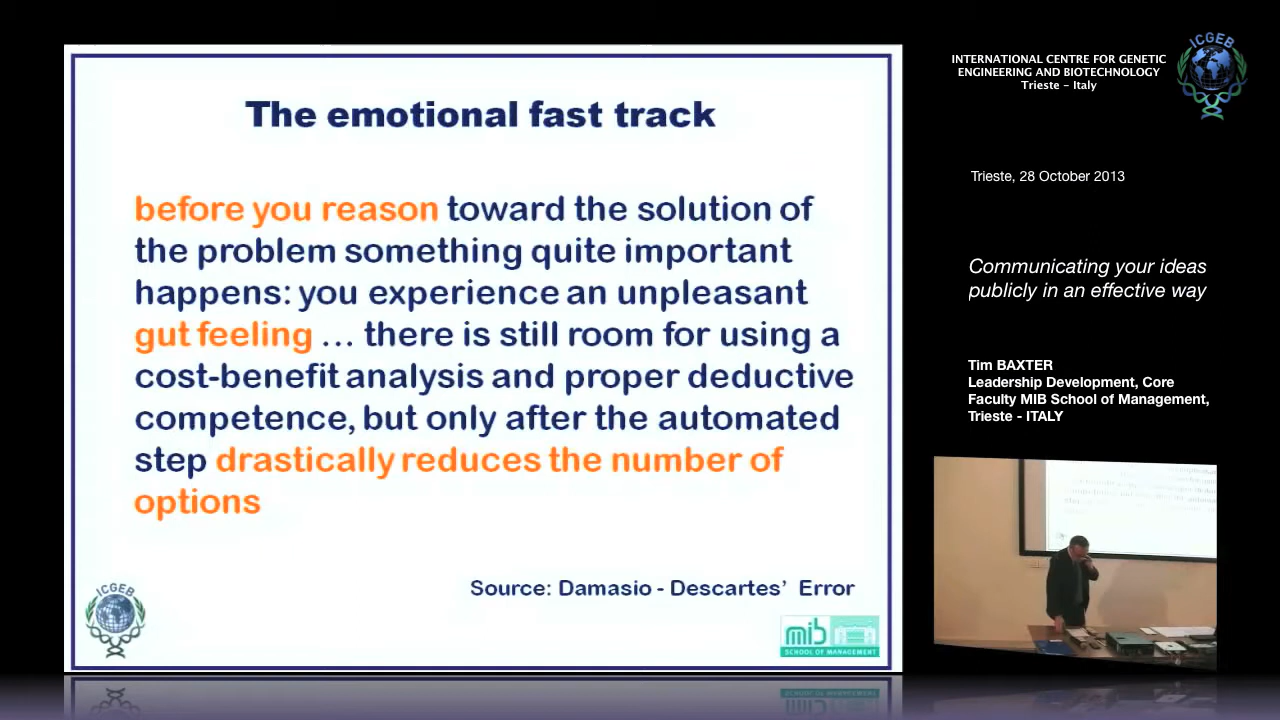 The emotional fast track
before you reason toward the solution of
the problem something quite important
happens: you experience an unpleasant
gut feeling … there is still room for using a
cost-benefit analysis and proper deductive
competence, but only after the automated
step drastically reduces the number of
options
Source: Damasio - Descartes’ Error
ICGEB
mib
SCHOOL OF MANAGEMENT
INTERNATIONAL CENTRE FOR GENETIC
ENGINEERING AND BIOTECHNOLOGY
Trieste - Italy
ICGEB
Trieste, 28 October 2013
Communicating your ideas
publicly in an effective way
Tim BAXTER
Leadership Development, Core
Faculty MIB School of Management,
Trieste - ITALY